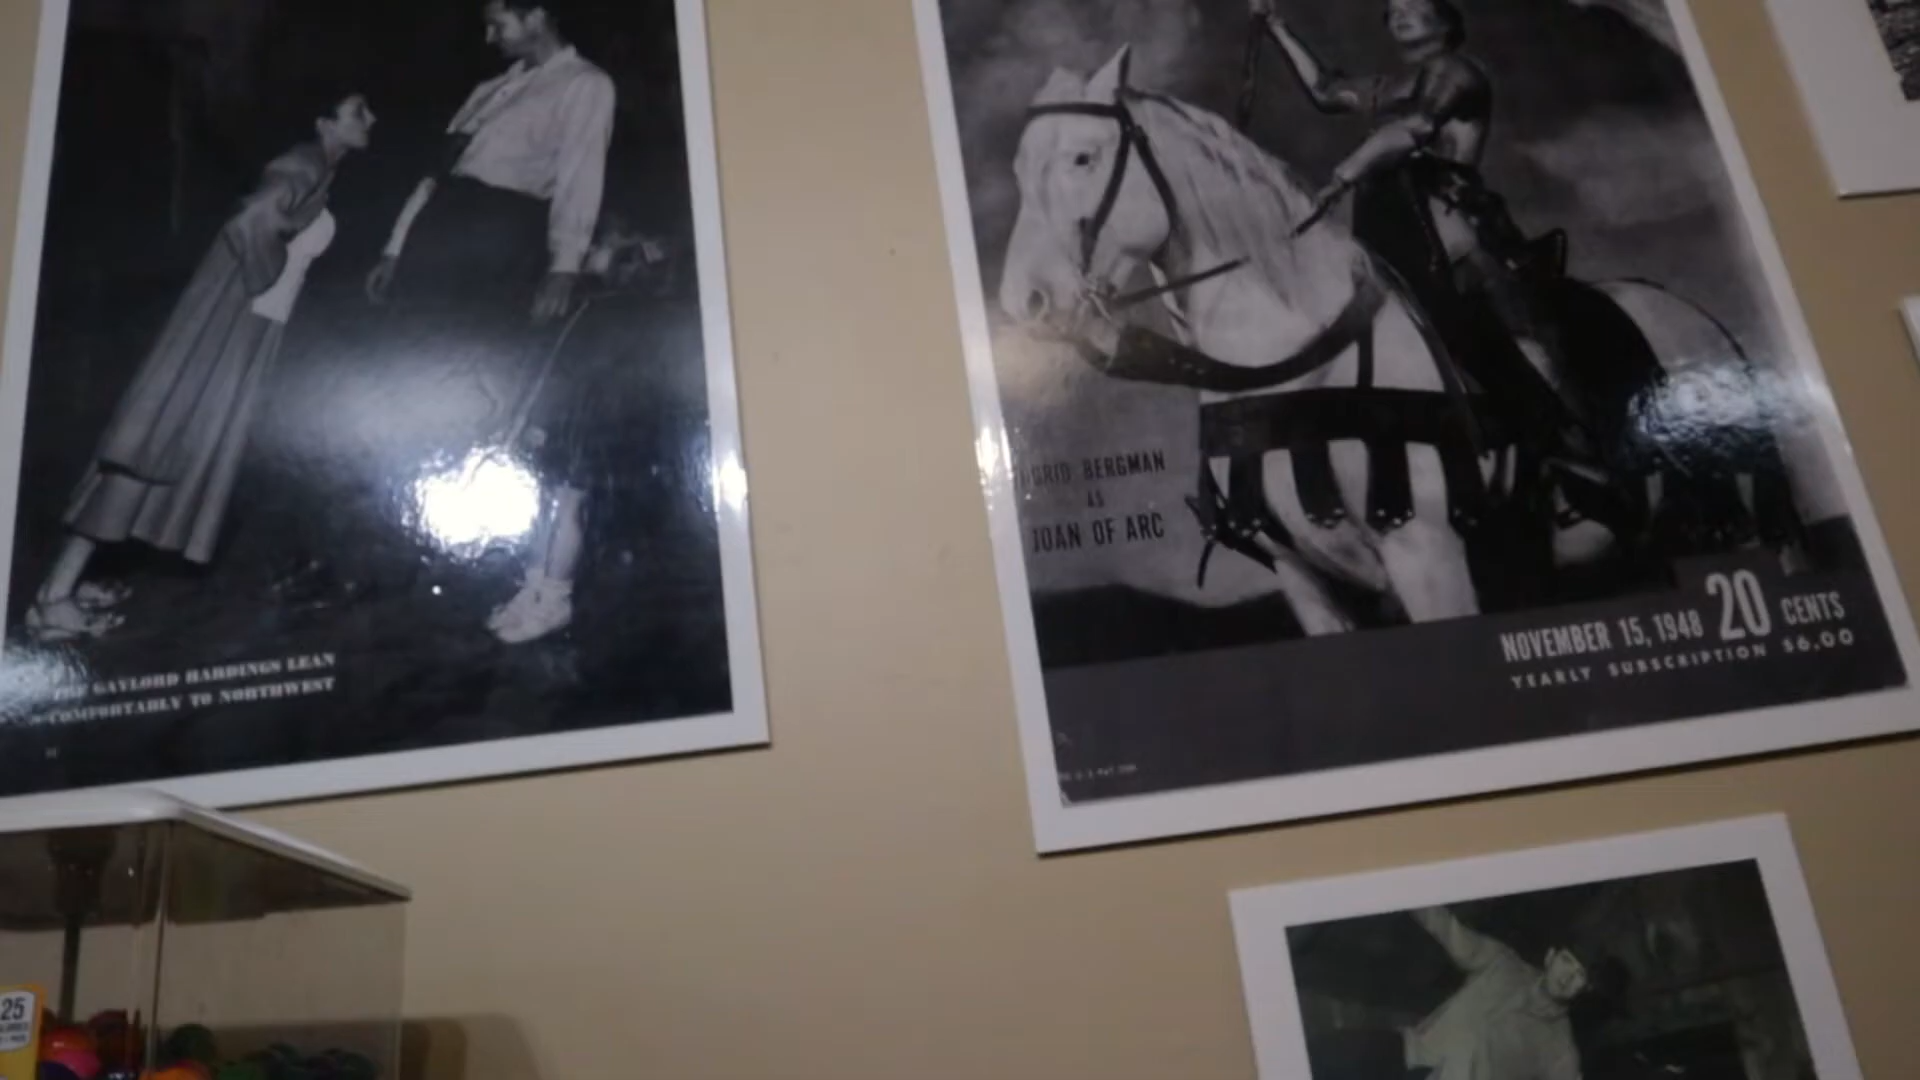 THE GAYLORD HARDINGS LEAN
COMFORTABLY TO NORTHWEST
INGRID BERGMAN
AS
JOAN OF ARC
NOVEMBER 15, 1948 20 CENTS
YEARLY SUBSCRIPTION $6.00
25